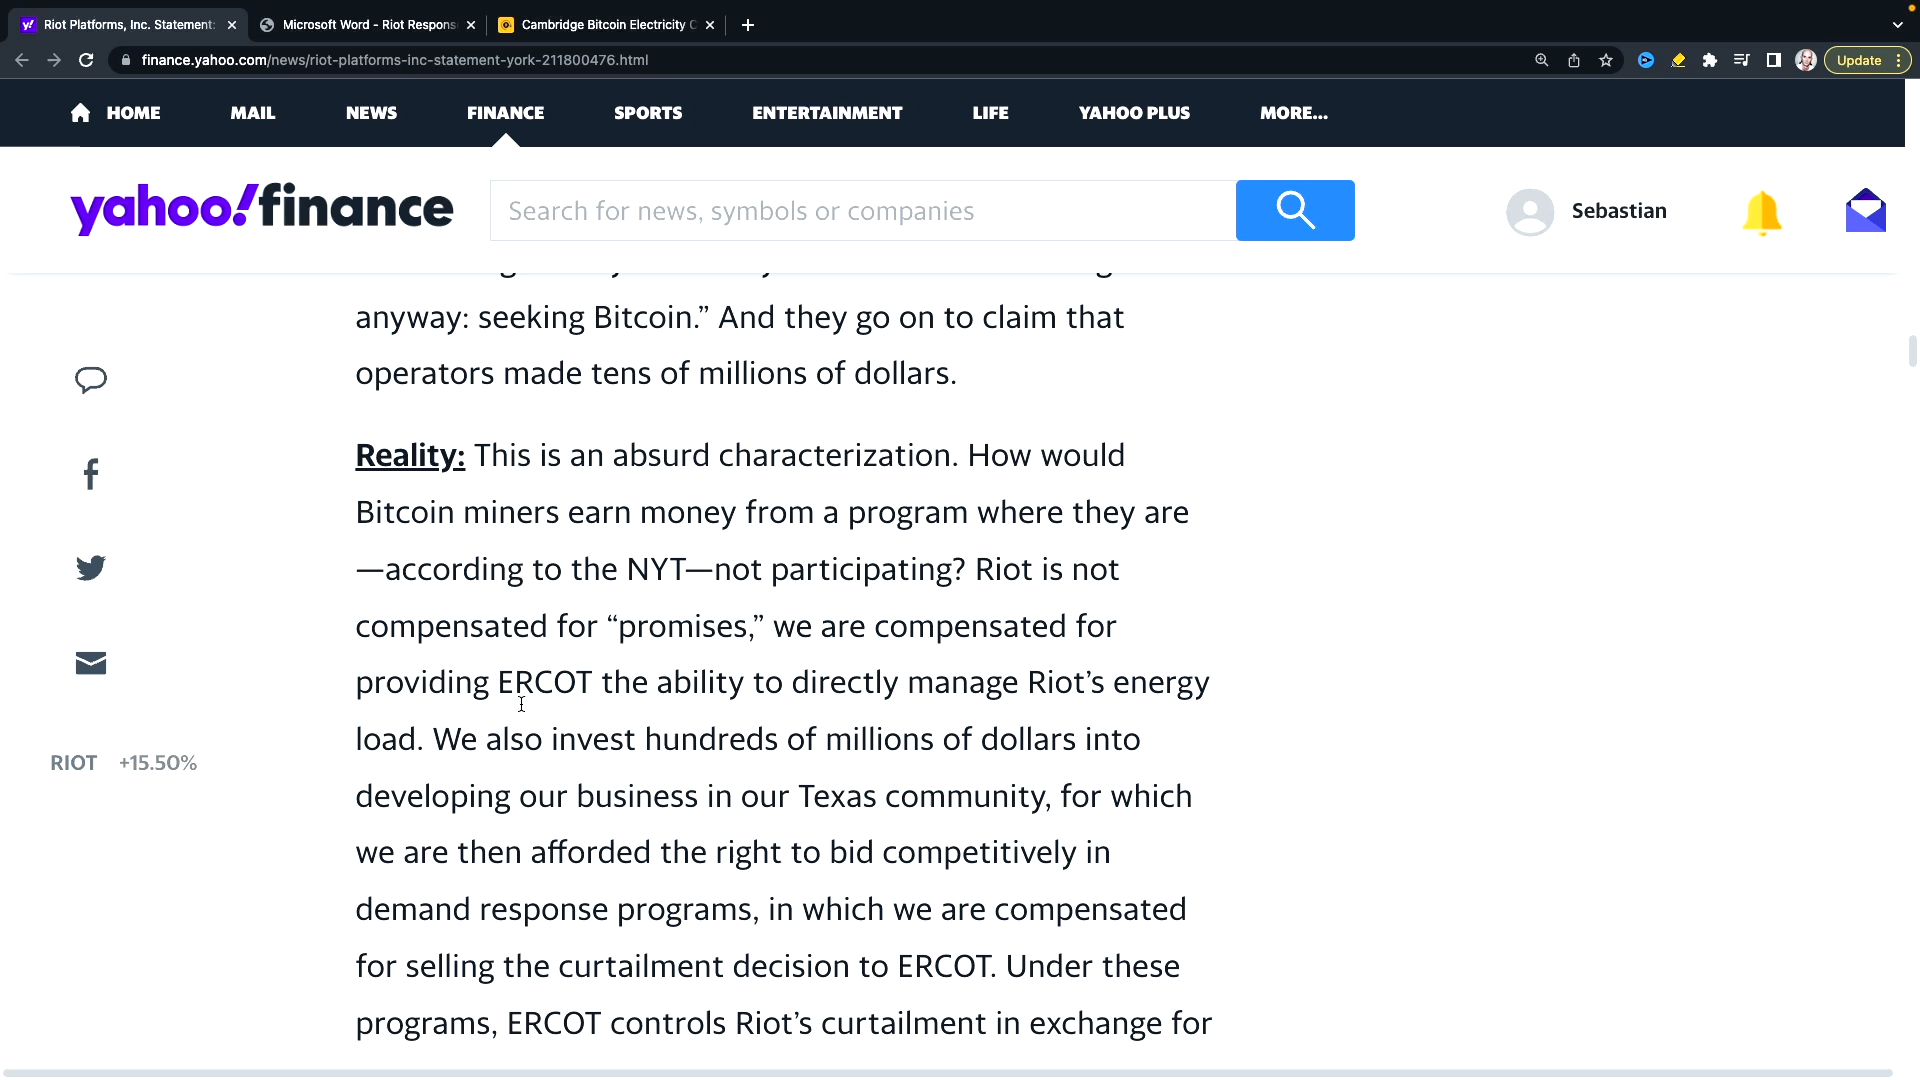 Riot Platforms, Inc. Statement:
Microsoft Word - Riot Respons
Cambridge Bitcoin Electricity C
finance.yahoo.com/news/riot-platforms-inc-statement-york-211800476.html
Update
HOME
MAIL
NEWS
FINANCE
SPORTS
ENTERTAINMENT
LIFE
YAHOO PLUS
MORE...
yahoo!finance
Search for news, symbols or companies
Sebastian
anyway: seeking Bitcoin.” And they go on to claim that
operators made tens of millions of dollars.
Reality: This is an absurd characterization. How would
Bitcoin miners earn money from a program where they are
—according to the NYT—not participating? Riot is not
compensated for “promises,” we are compensated for
providing ERCOT the ability to directly manage Riot’s energy
load. We also invest hundreds of millions of dollars into
developing our business in our Texas community, for which
we are then afforded the right to bid competitively in
demand response programs, in which we are compensated
for selling the curtailment decision to ERCOT. Under these
programs, ERCOT controls Riot’s curtailment in exchange for
RIOT +15.50%